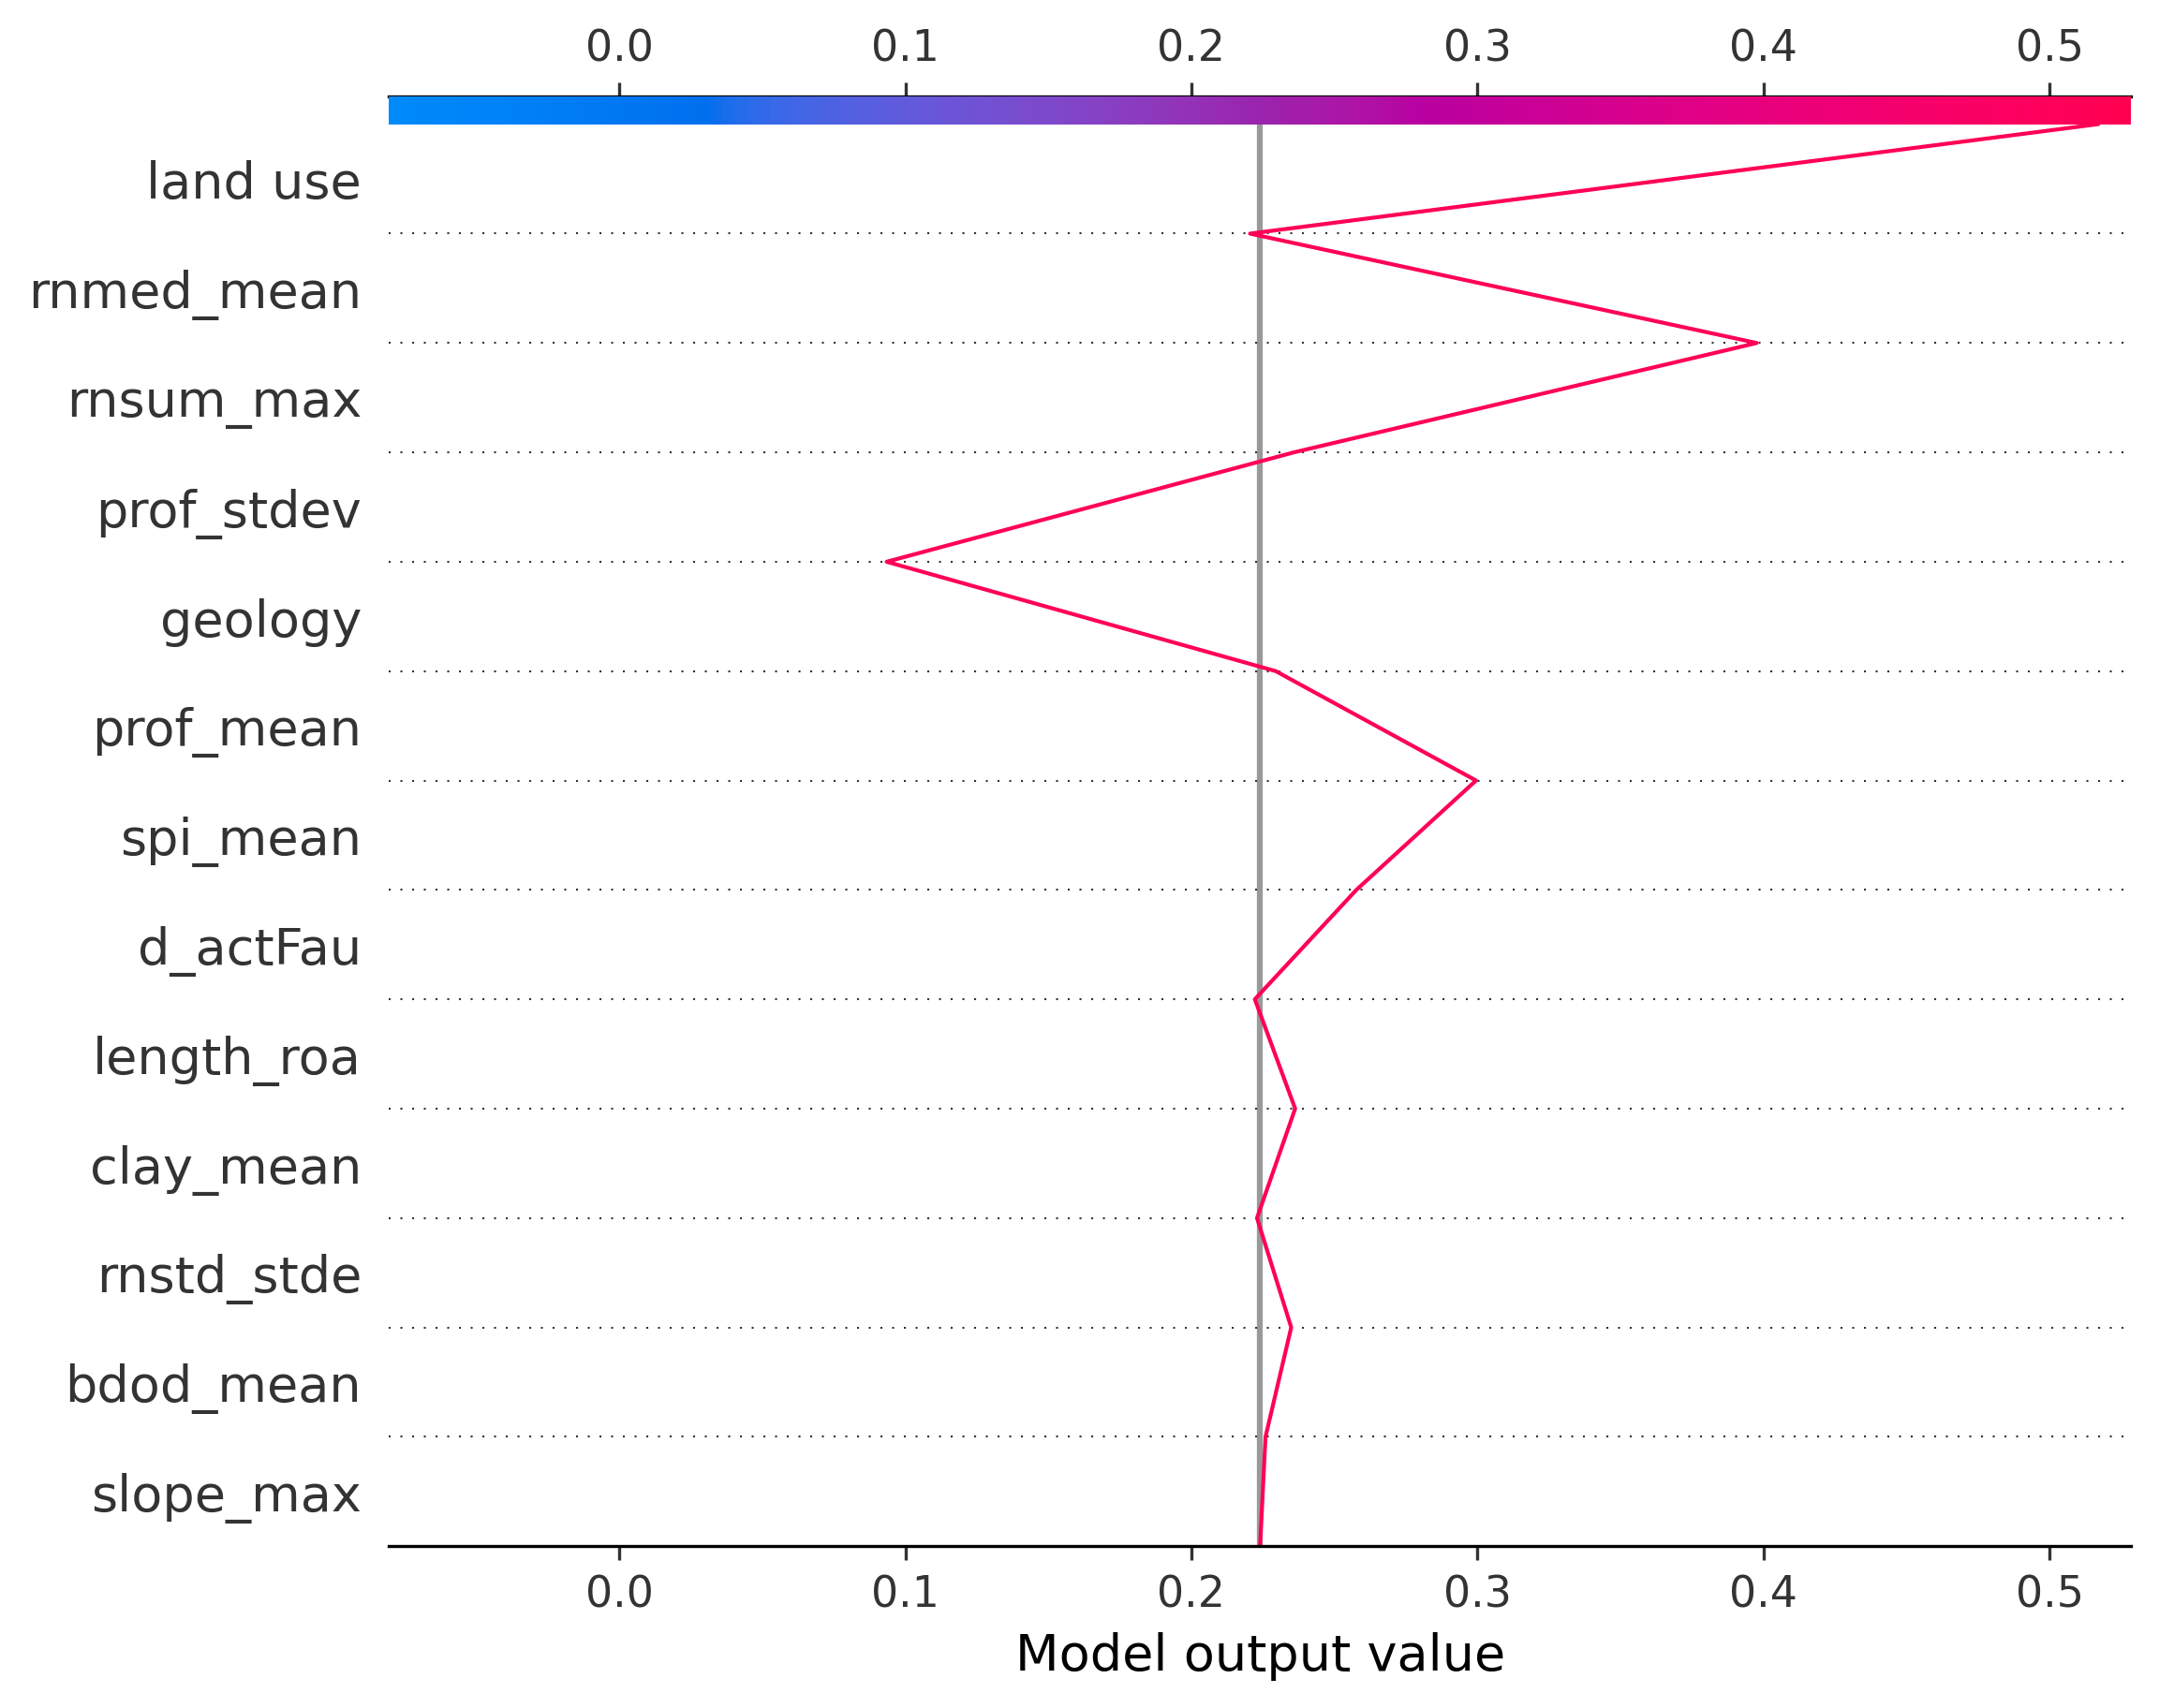 0.0 0.1 0.2 0.3 0.4 0.5
land use
rnmed_mean
rnsum_max
prof_stdev
geology
prof_mean
spi_mean
d_actFau
length_roa
clay_mean
rnstd_stde
bdod_mean
slope_max
0.0 0.1 0.2 0.3 0.4 0.5
Model output value